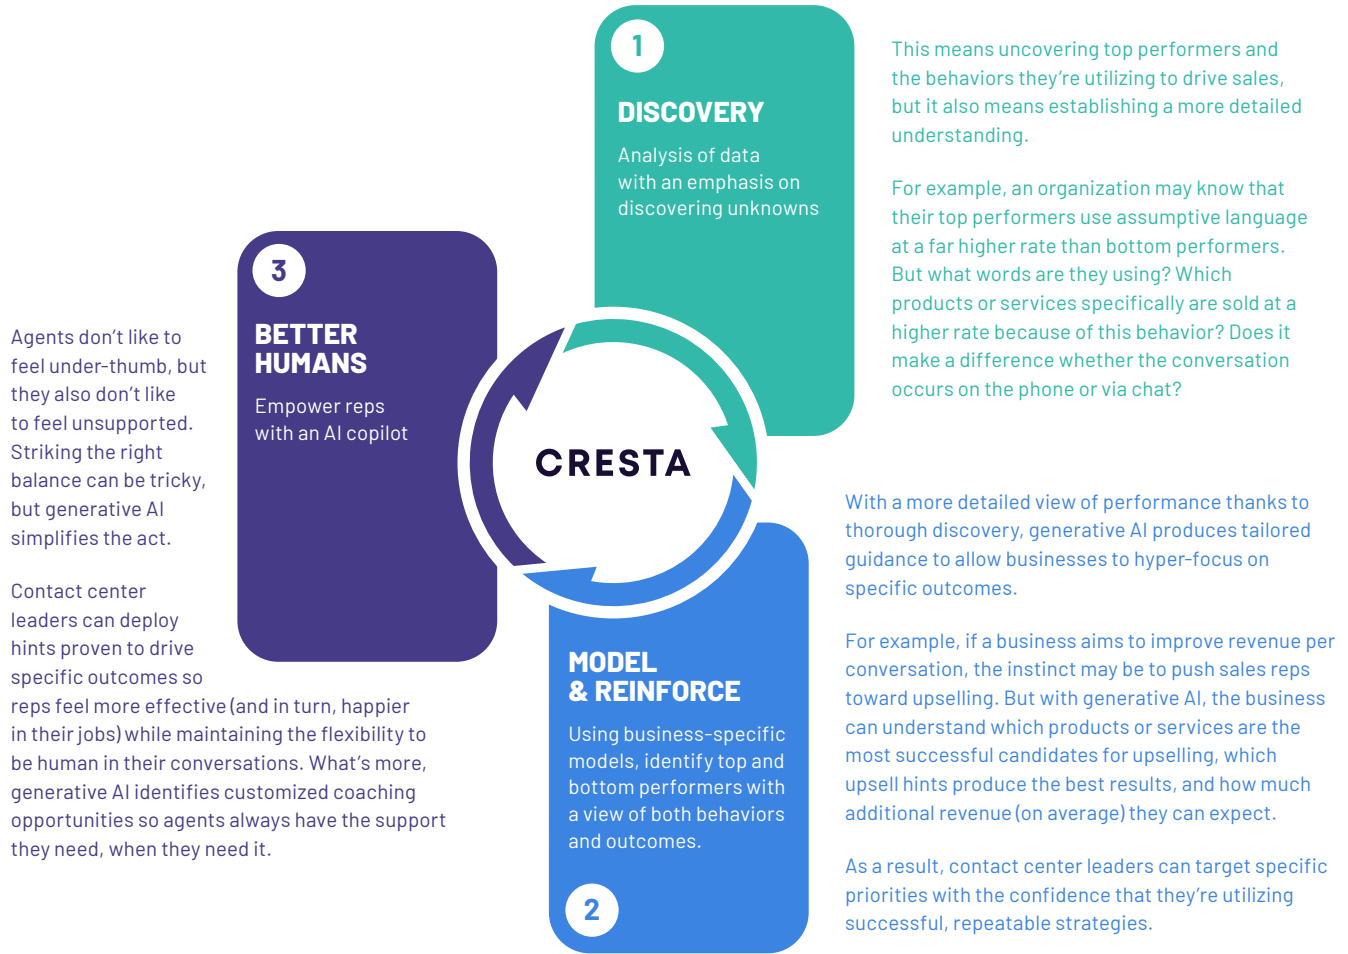 1
DISCOVERY
Analysis of data
with an emphasis on
discovering unknowns
This means uncovering top performers and
the behaviors they’re utilizing to drive sales,
but it also means establishing a more detailed
understanding.
For example, an organization may know that
their top performers use assumptive language
at a far higher rate than bottom performers.
But what words are they using? Which
products or services specifically are sold at a
higher rate because of this behavior? Does it
make a difference whether the conversation
occurs on the phone or via chat?
CRESTA
MODEL
& REINFORCE
Using business-specific
models, identify top and
bottom performers with
a view of both behaviors
and outcomes.
2
With a more detailed view of performance thanks to
thorough discovery, generative AI produces tailored
guidance to allow businesses to hyper-focus on
specific outcomes.
For example, if a business aims to improve revenue per
conversation, the instinct may be to push sales reps
toward upselling. But with generative AI, the business
can understand which products or services are the
most successful candidates for upselling, which
upsell hints produce the best results, and how much
additional revenue (on average) they can expect.
As a result, contact center leaders can target specific
priorities with the confidence that they’re utilizing
successful, repeatable strategies.
3
BETTER
HUMANS
Empower reps
with an AI copilot
Agents don’t like to
feel under-thumb, but
they also don’t like
to feel unsupported.
Striking the right
balance can be tricky,
but generative AI
simplifies the act.
Contact center
leaders can deploy
hints proven to drive
specific outcomes so
reps feel more effective (and in turn, happier
in their jobs) while maintaining the flexibility to
be human in their conversations. What’s more,
generative AI identifies customized coaching
opportunities so agents always have the support
they need, when they need it.